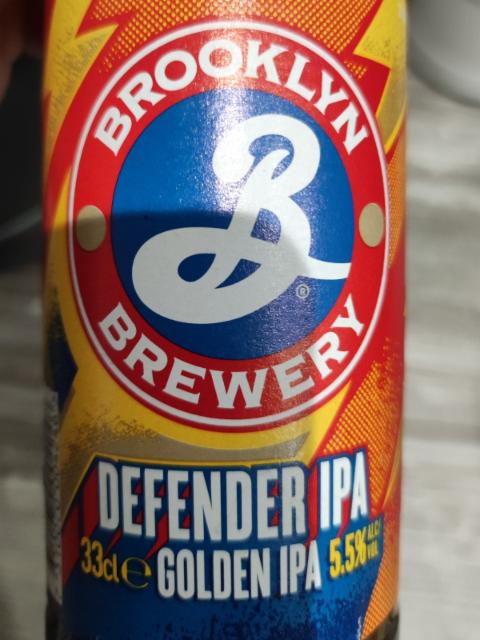 BROOKLYN
B
®
BREWERY
DEFENDER IPA
33cl e GOLDEN IPA 5.5% ALC/VOL